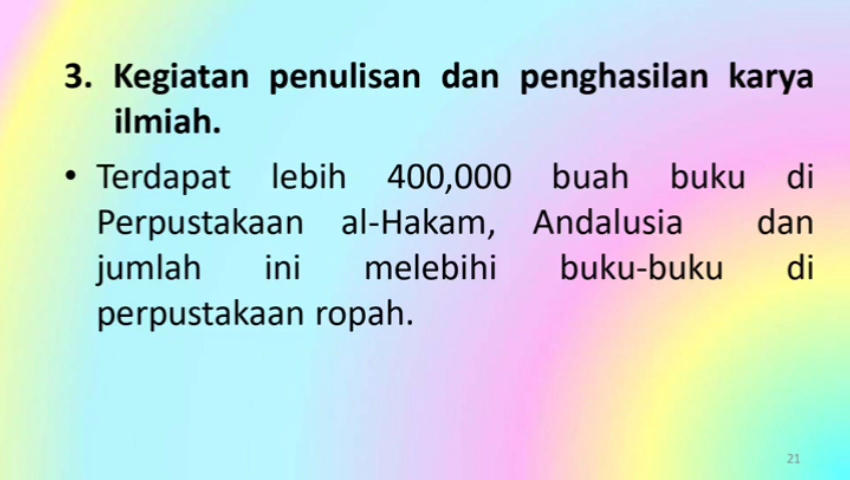 3. Kegiatan penulisan dan penghasilan karya
ilmiah.
• Terdapat lebih 400,000 buah buku di
Perpustakaan al-Hakam, Andalusia dan
jumlah ini melebihi buku-buku di
perpustakaan ropah.
21